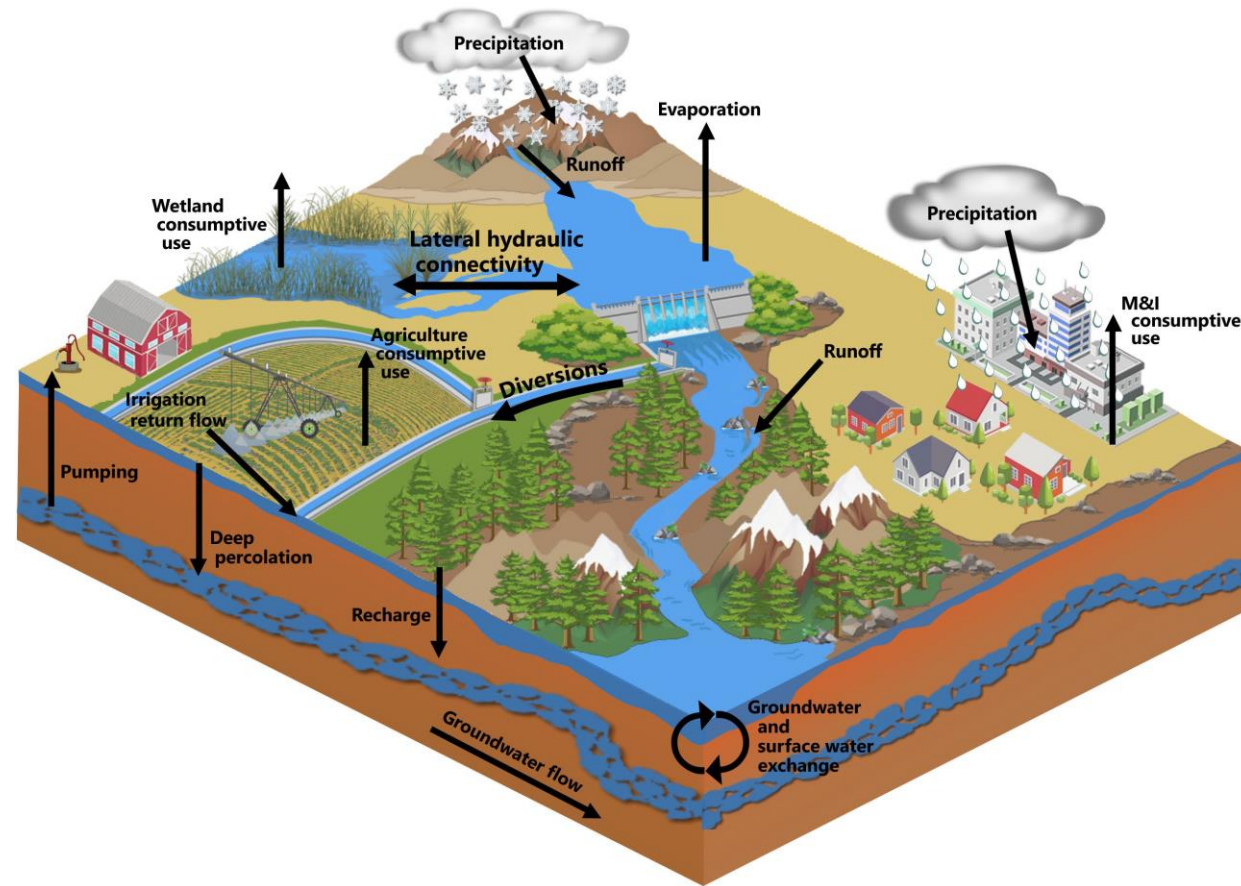 Precipitation
Evaporation
Runoff
Wetland
consumptive
use
Precipitation
Lateral hydraulic
connectivity
M&I
consumptive
use
Agriculture
consumptive
use
Runoff
Diversions
Irrigation
return flow
Pumping
Deep
percolation
Recharge
Groundwater
and
surface water
exchange
Groundwater flow